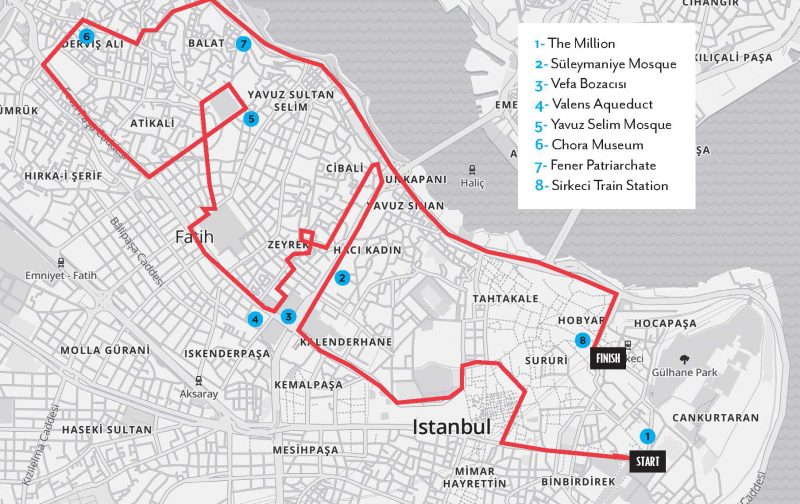 CİHANGİR
DERVİŞ ALİ
6
BALAT
7
KILIÇALİ PAŞA
1- The Million
2- Süleymaniye Mosque
3- Vefa Bozacısı
4- Valens Aqueduct
5- Yavuz Selim Mosque
6- Chora Museum
7- Fener Patriarchate
8- Sirkeci Train Station
YAVUZ SULTAN
SELİM
5
ATİKALİ
HIRKA-İ ŞERİF
CİBALİ
UNKAPANI
Haliç
YAVUZ SİNAN
Fatih
ZEYREK
HACI KADIN
Balipaşa Caddesi
Emniyet - Fatih
2
TAHTAKALE
HOBYAR
HOCAPAŞA
4
3
8
FINISH
KALENDERHANE
MOLLA GÜRANİ
İSKENDERPAŞA
SURURİ
Gülhane Park
KEMALPAŞA
Aksaray
CANKURTARAN
HASEKİ SULTAN
Kızılelma Caddesi
Istanbul
1
MESİHPAŞA
START
MİMAR
HAYRETTİN
BİNBİRDİREK